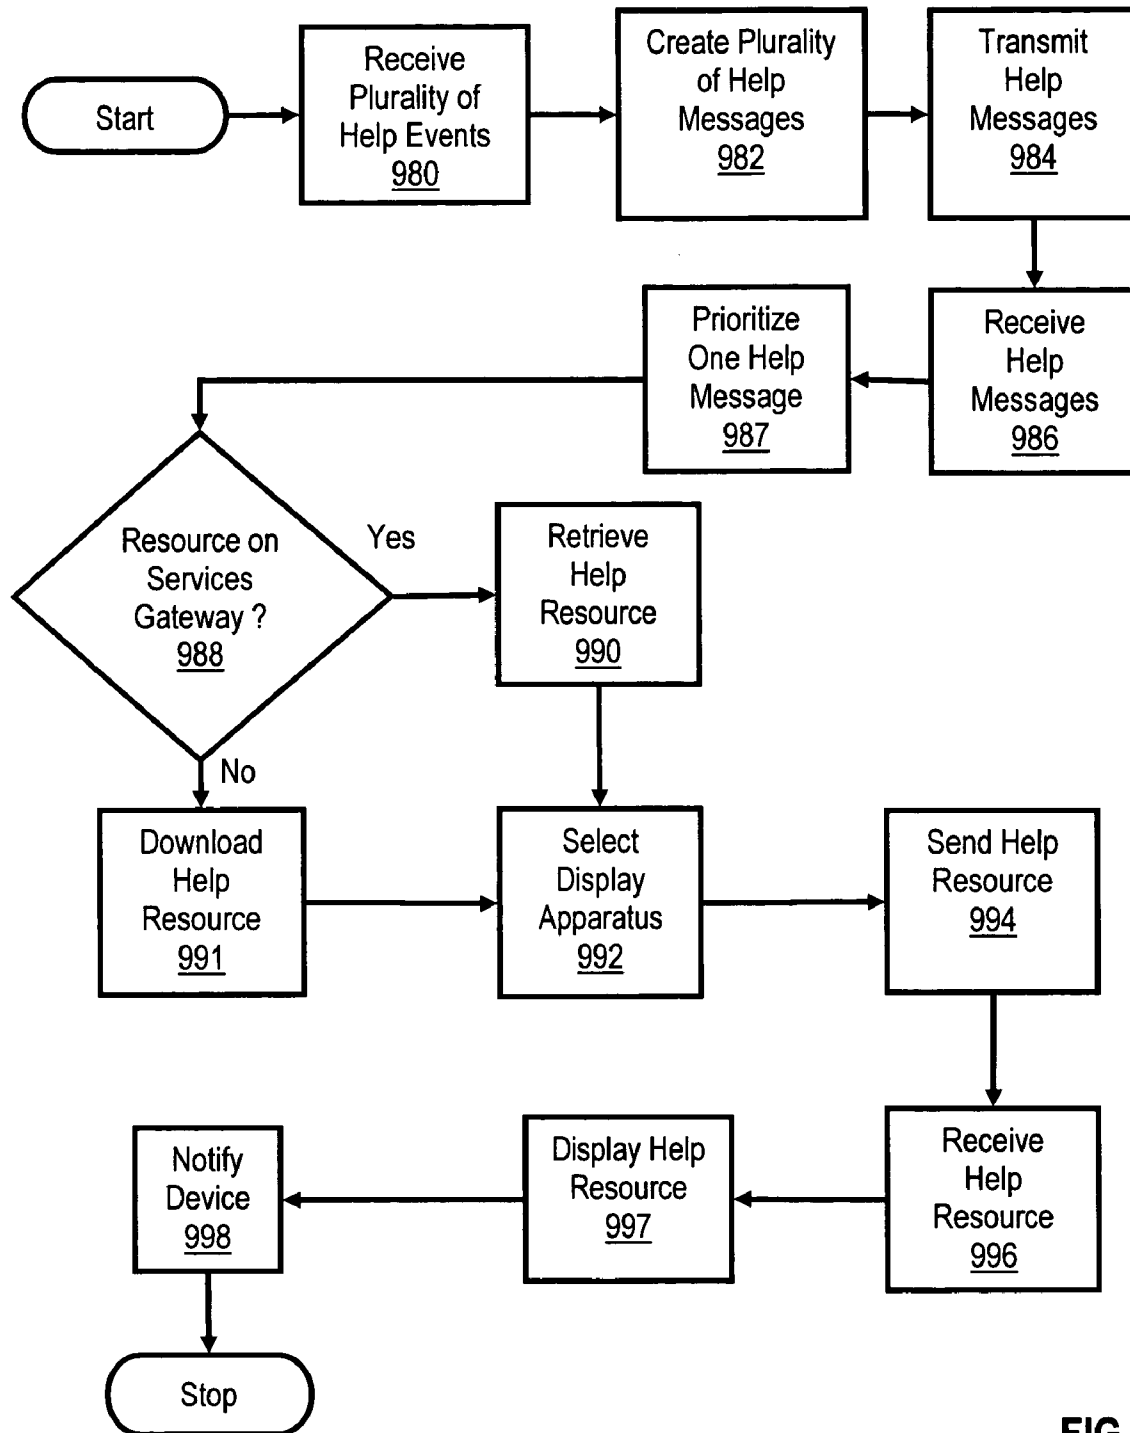 Start
Receive
Plurality of
Help Events
980
Create Plurality
of Help
Messages
982
Transmit
Help
Messages
984
Receive
Help
Messages
986
Prioritize
One Help
Message
987
Resource on
Services
Gateway ?
988
Yes
No
Retrieve
Help
Resource
990
Download
Help
Resource
991
Select
Display
Apparatus
992
Send Help
Resource
994
Receive
Help
Resource
996
Display Help
Resource
997
Notify
Device
998
Stop
FIG